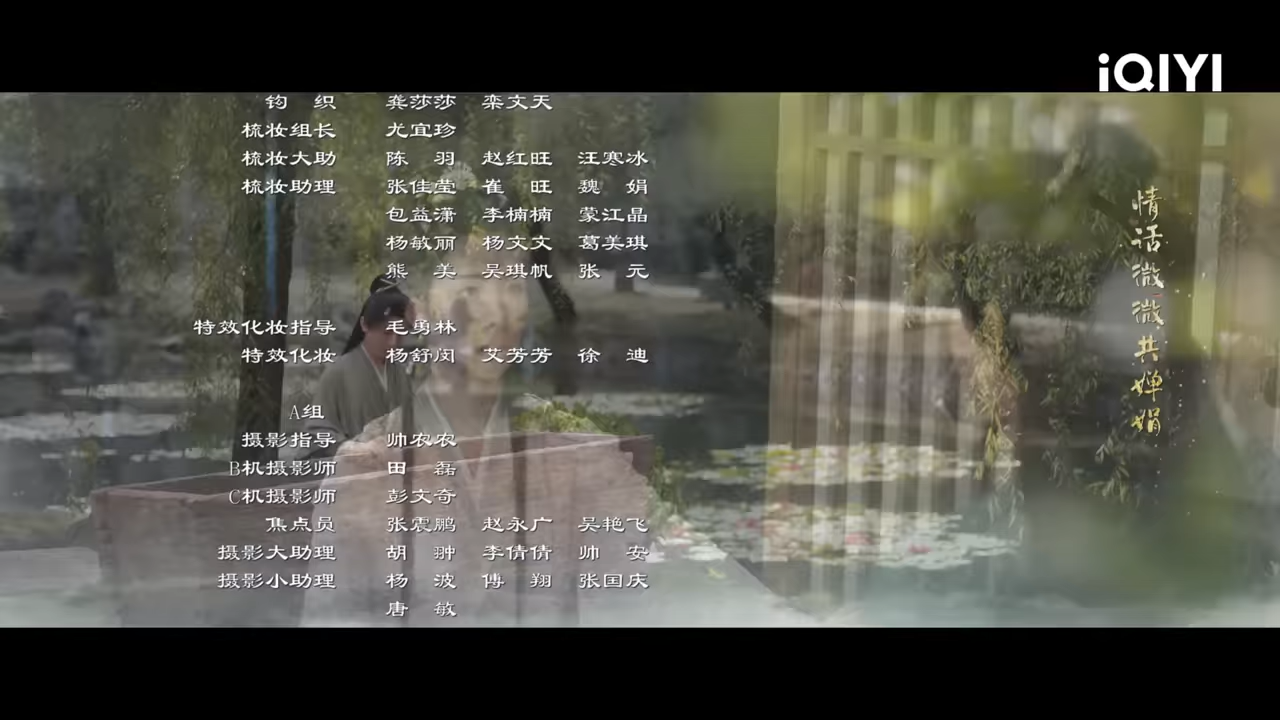 iQIYI
钩 织 龚莎莎 栾文天
梳妆组长 尤宜珍
梳妆大助 陈 羽 赵红旺 汪寒冰
梳妆助理 张佳莹 崔 旺 魏 娟
包益潇 李楠楠 蒙江晶
杨敏丽 杨文文 葛美琪
熊 美 吴琪帆 张 元
特效化妆指导 毛勇林
特效化妆 杨舒闵 艾芳芳 徐 迪
A组
摄影指导 帅农农
B机摄影师 田 磊
C机摄影师 彭文奇
焦点员 张震鹏 赵永广 吴艳飞
摄影大助理 胡 翀 李倩倩 帅 安
摄影小助理 杨 波 傅 翔 张国庆
唐 敏
情话微微共婵娟